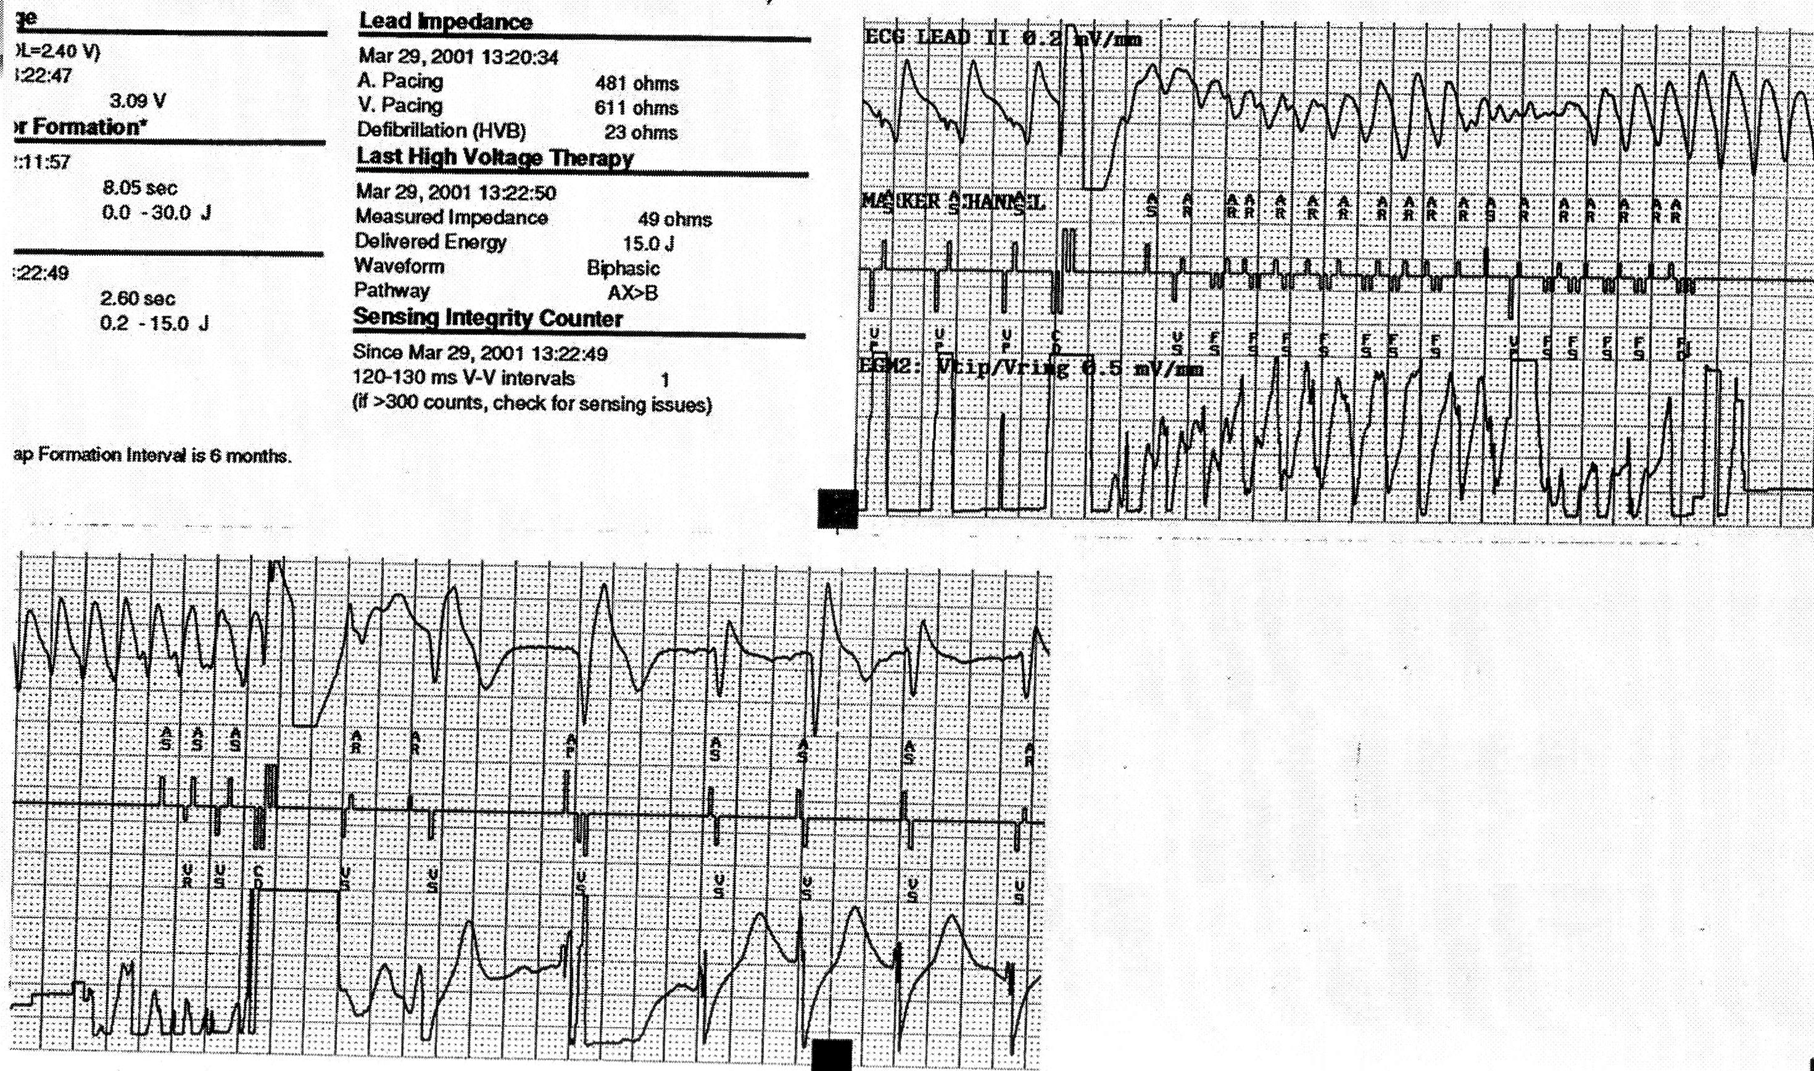 ge
OL=2.40 V)
:22:47
3.09 V
or Formation*
:11:57
8.05 sec
0.0 - 30.0 J
:22:49
2.60 sec
0.2 - 15.0 J
ap Formation Interval is 6 months.
Lead Impedance
Mar 29, 2001 13:20:34
A. Pacing 481 ohms
V. Pacing 611 ohms
Defibrillation (HVB) 23 ohms
Last High Voltage Therapy
Mar 29, 2001 13:22:50
Measured Impedance 49 ohms
Delivered Energy 15.0 J
Waveform Biphasic
Pathway AX>B
Sensing Integrity Counter
Since Mar 29, 2001 13:22:49
120-130 ms V-V intervals 1
(if >300 counts, check for sensing issues)
ECG LEAD II 0.2 mV/mm
MARKER CHANNEL
AS AR AR AR AR AR AR AR AR AR AR AS AR AR AR AR AR AR
VP VP VP CD VS FS FS FS FS FS FS FS VP FS FS FS FS FD
EGM2: Vtip/Vring 0.5 mV/mm
AS AS AS AR AR AP AS AS AS AR
VR VS CD VS VS VS VS VS VS VS